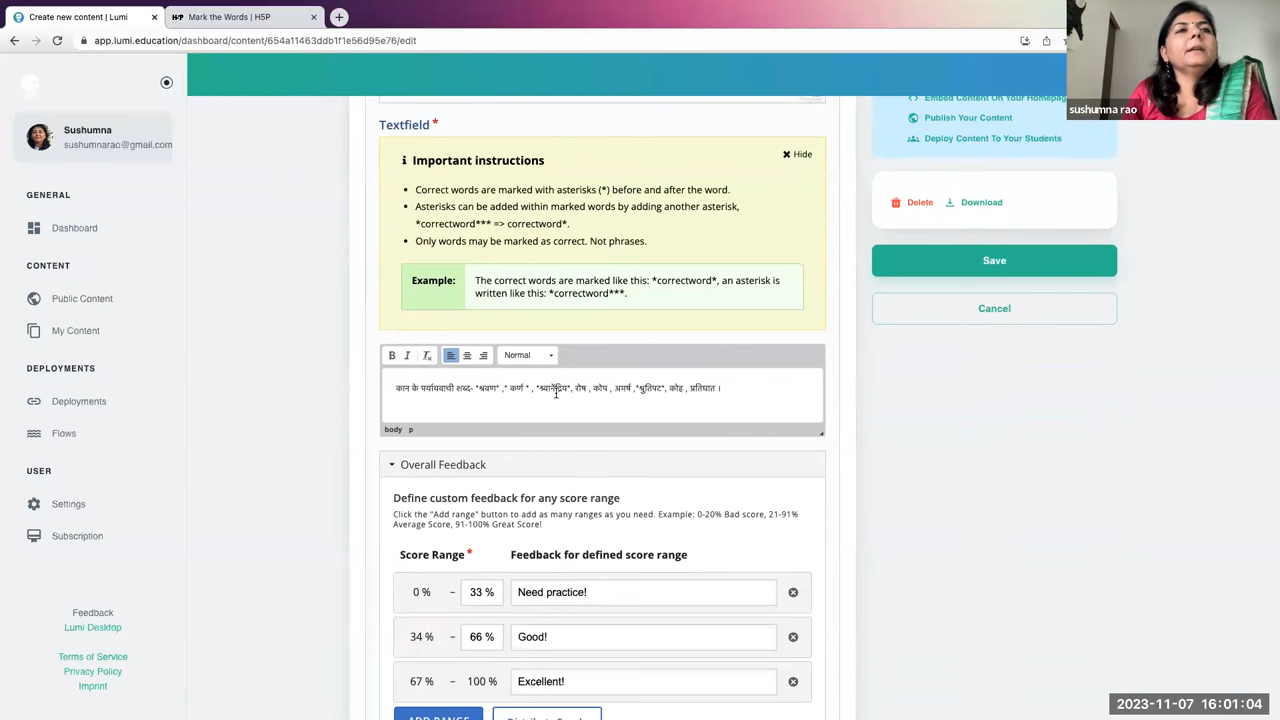 Create new content | Lumi
Mark the Words | H5P
app.lumi.education/dashboard/content/654a11463ddb1f1e56d95e76/edit
sushumna rao
Sushumna
sushumnarao@gmail.com
GENERAL
Dashboard
CONTENT
Public Content
My Content
DEPLOYMENTS
Deployments
Flows
USER
Settings
Subscription
Feedback
Lumi Desktop
Terms of Service
Privacy Policy
Imprint
Textfield *
Important instructions
Hide
Correct words are marked with asterisks (*) before and after the word.
Asterisks can be added within marked words by adding another asterisk,
*correctword*** => correctword*.
Only words may be marked as correct. Not phrases.
Example:
The correct words are marked like this: *correctword*, an asterisk is
written like this: *correctword***.
B I Normal
कान के पर्यायवाची शब्द- *श्रवण* ,* कर्ण * , रोष , कोप , अमर्ष ,*श्रुतिपट*, कोह , प्रतिघात ।
body p
Overall Feedback
Define custom feedback for any score range
Click the "Add range" button to add as many ranges as you need. Example: 0-20% Bad score, 21-91%
Average Score, 91-100% Great Score!
Score Range * Feedback for defined score range
0 % – 33 % Need practice!
34 % – 66 % Good!
67 % – 100 % Excellent!
ADD RANGE
Embed Content On Your Homepag
Publish Your Content
Deploy Content To Your Students
Delete Download
Save
Cancel
2023-11-07 16:01:04